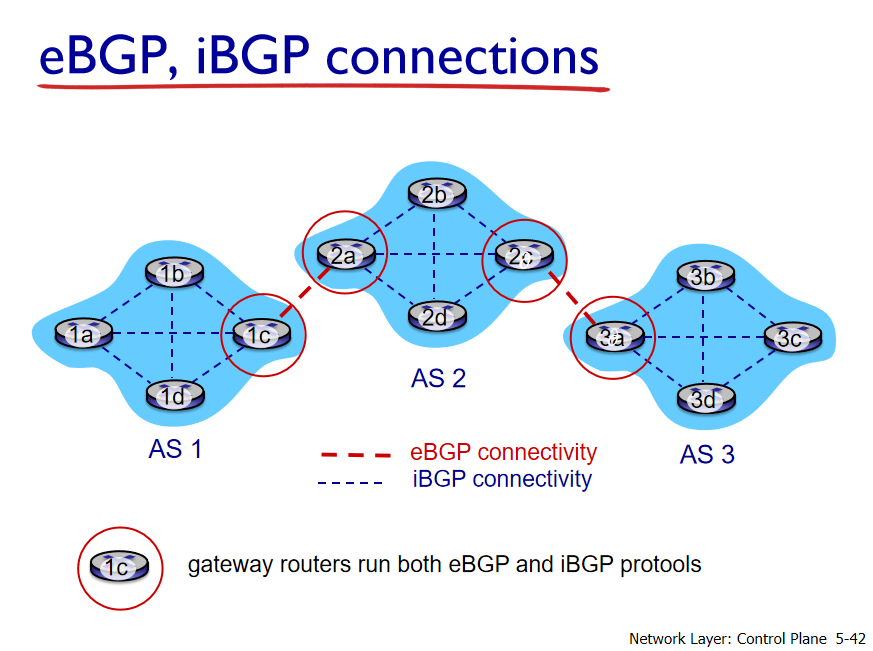 eBGP, iBGP connections
2b
2a
2c
2d
1b
1a
1c
1d
3b
3a
3c
3d
AS 2
AS 1
AS 3
eBGP connectivity
iBGP connectivity
1c
gateway routers run both eBGP and iBGP protools
Network Layer: Control Plane 5-42